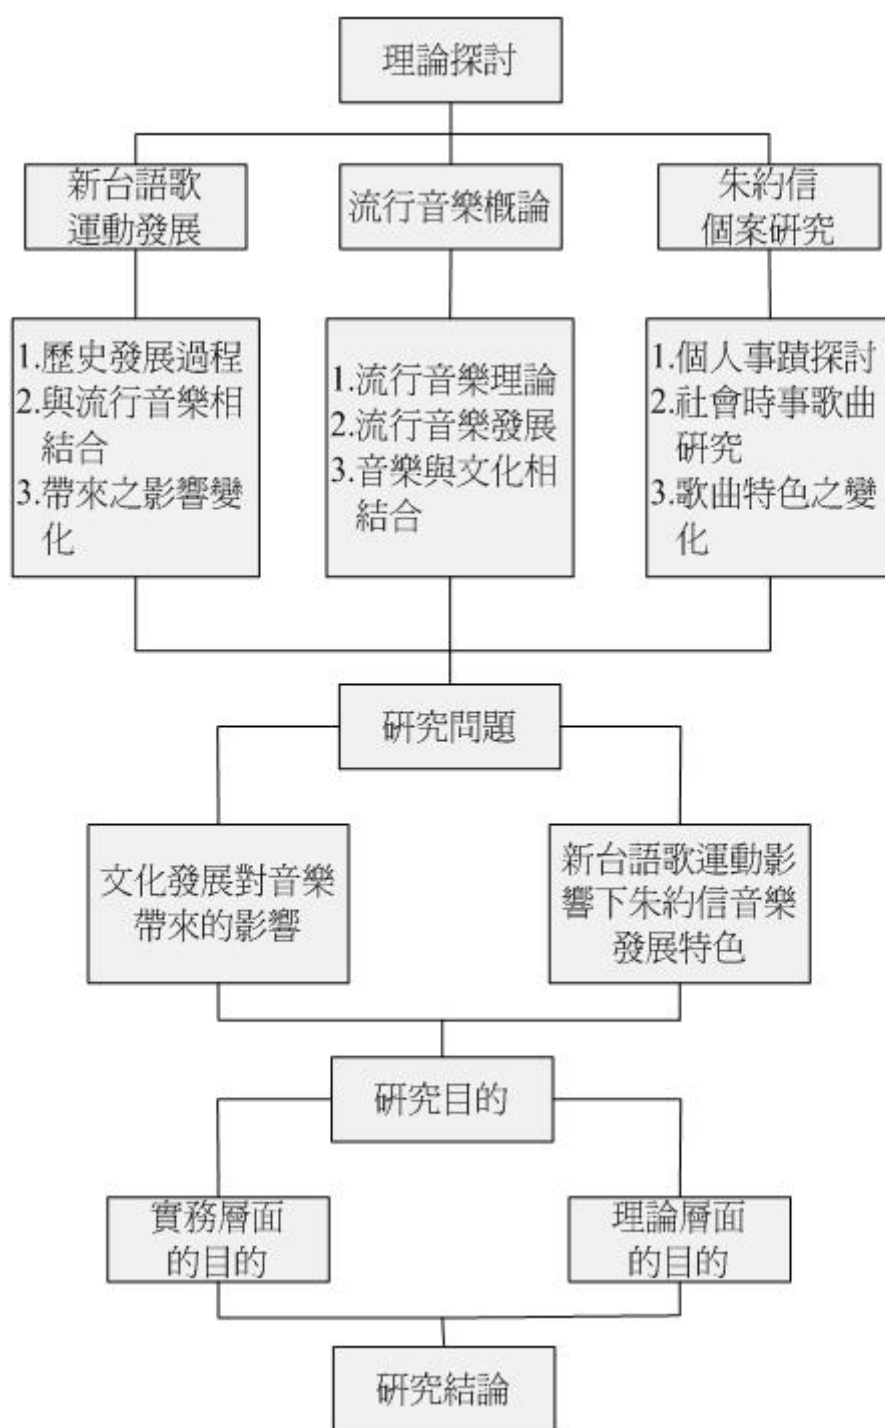 理論探討
新台語歌
運動發展
流行音樂概論
朱約信
個案研究
1.歷史發展過程
2.與流行音樂相
結合
3.帶來之影響變
化
1.流行音樂理論
2.流行音樂發展
3.音樂與文化相
結合
1.個人事蹟探討
2.社會時事歌曲
研究
3.歌曲特色之變
化
研究問題
文化發展對音樂
帶來的影響
新台語歌運動影
響下朱約信音樂
發展特色
研究目的
實務層面
的目的
理論層面
的目的
研究結論